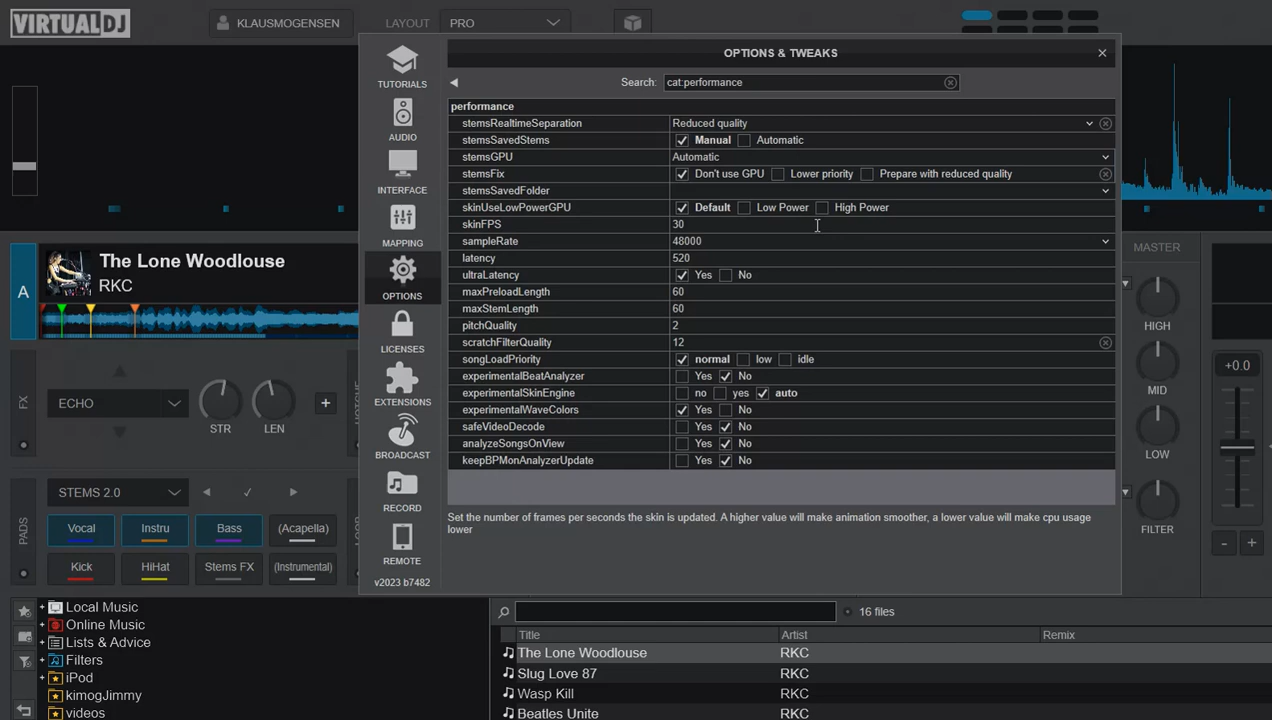 VIRTUALDJ
KLAUSMOGENSEN
LAYOUT
PRO
TUTORIALS
AUDIO
INTERFACE
MAPPING
OPTIONS
LICENSES
EXTENSIONS
BROADCAST
RECORD
REMOTE
v2023 b7482
OPTIONS & TWEAKS
Search: cat:performance
performance
stemsRealtimeSeparation Reduced quality
stemsSavedStems Manual Automatic
stemsGPU Automatic
stemsFix Don't use GPU Lower priority Prepare with reduced quality
stemsSavedFolder
skinUseLowPowerGPU Default Low Power High Power
skinFPS 30
sampleRate 48000
latency 520
ultraLatency Yes No
maxPreloadLength 60
maxStemLength 60
pitchQuality 2
scratchFilterQuality 12
songLoadPriority normal low idle
experimentalBeatAnalyzer Yes No
experimentalSkinEngine no yes auto
experimentalWaveColors Yes No
safeVideoDecode Yes No
analyzeSongsOnView Yes No
keepBPMonAnalyzerUpdate Yes No
Set the number of frames per seconds the skin is updated. A higher value will make animation smoother, a lower value will make cpu usage
lower
A
The Lone Woodlouse
RKC
FX
ECHO
STR
LEN
PADS
STEMS 2.0
Vocal
Instru
Bass
(Acapella)
Kick
HiHat
Stems FX
(Instrumental)
MASTER
HIGH
MID
LOW
FILTER
+0.0
- +
Local Music
Online Music
Lists & Advice
Filters
iPod
kimogJimmy
videos
16 files
Title Artist Remix
The Lone Woodlouse RKC
Slug Love 87 RKC
Wasp Kill RKC
Beatles Unite RKC